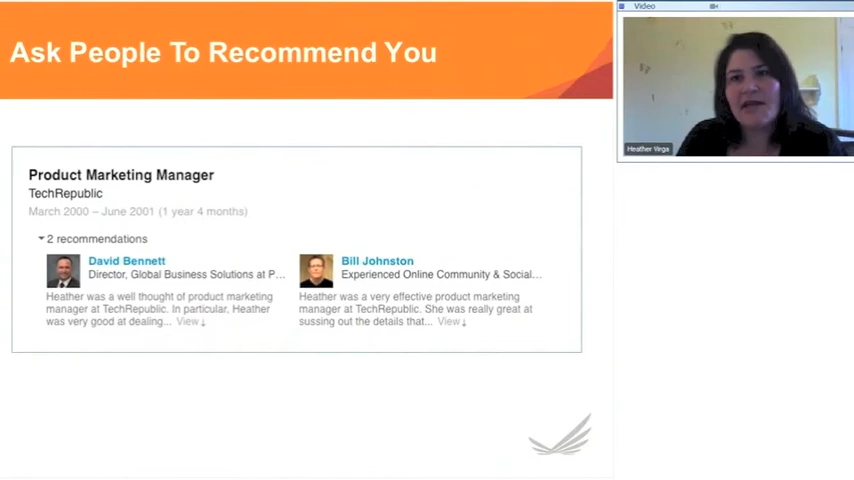 Ask People To Recommend You
Video
Heather Virga
Product Marketing Manager
TechRepublic
March 2000 – June 2001 (1 year 4 months)
2 recommendations
David Bennett
Director, Global Business Solutions at P...
Heather was a well thought of product marketing
manager at TechRepublic. In particular, Heather
was very good at dealing... View↓
Bill Johnston
Experienced Online Community & Social...
Heather was a very effective product marketing
manager at TechRepublic. She was really great at
sussing out the details that... View↓